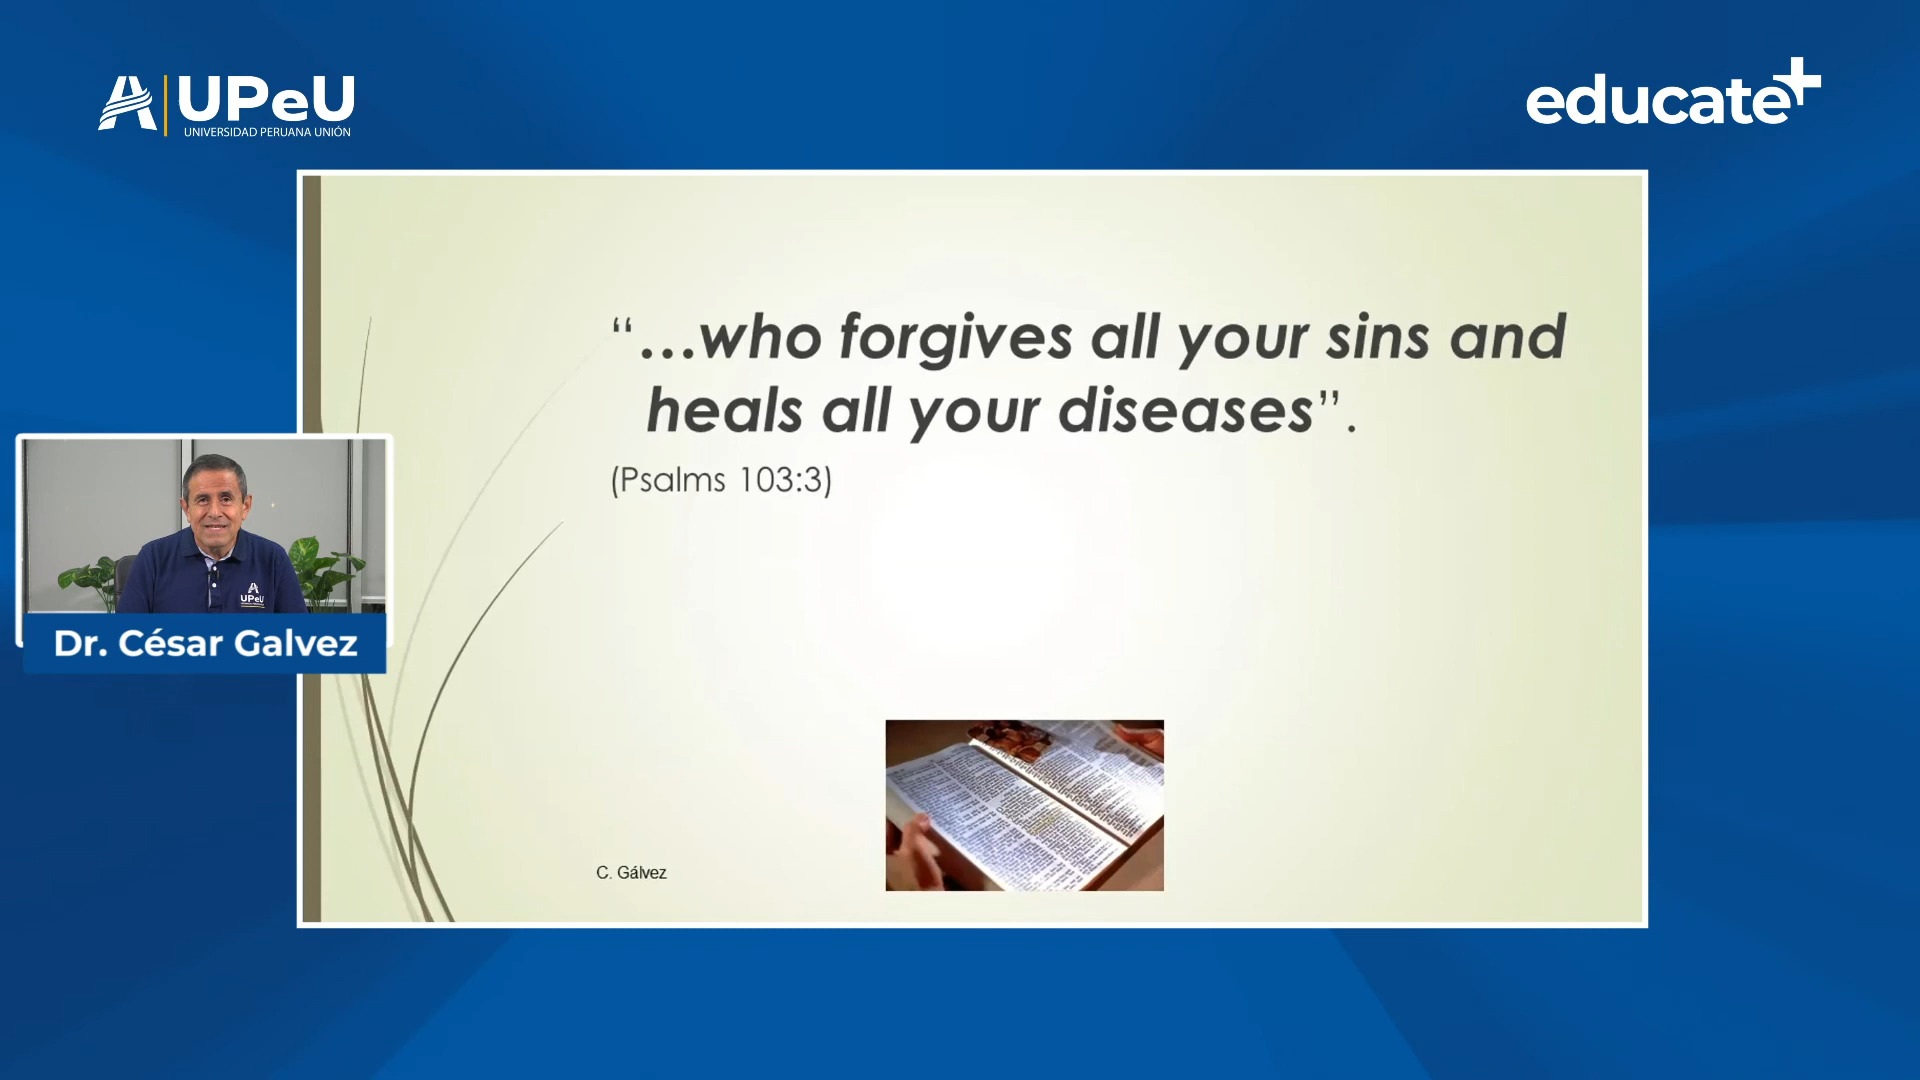 UPeU
UNIVERSIDAD PERUANA UNIÓN
educate+
“…who forgives all your sins and
heals all your diseases”.
(Psalms 103:3)
UPeU
Dr. César Galvez
C. Gálvez